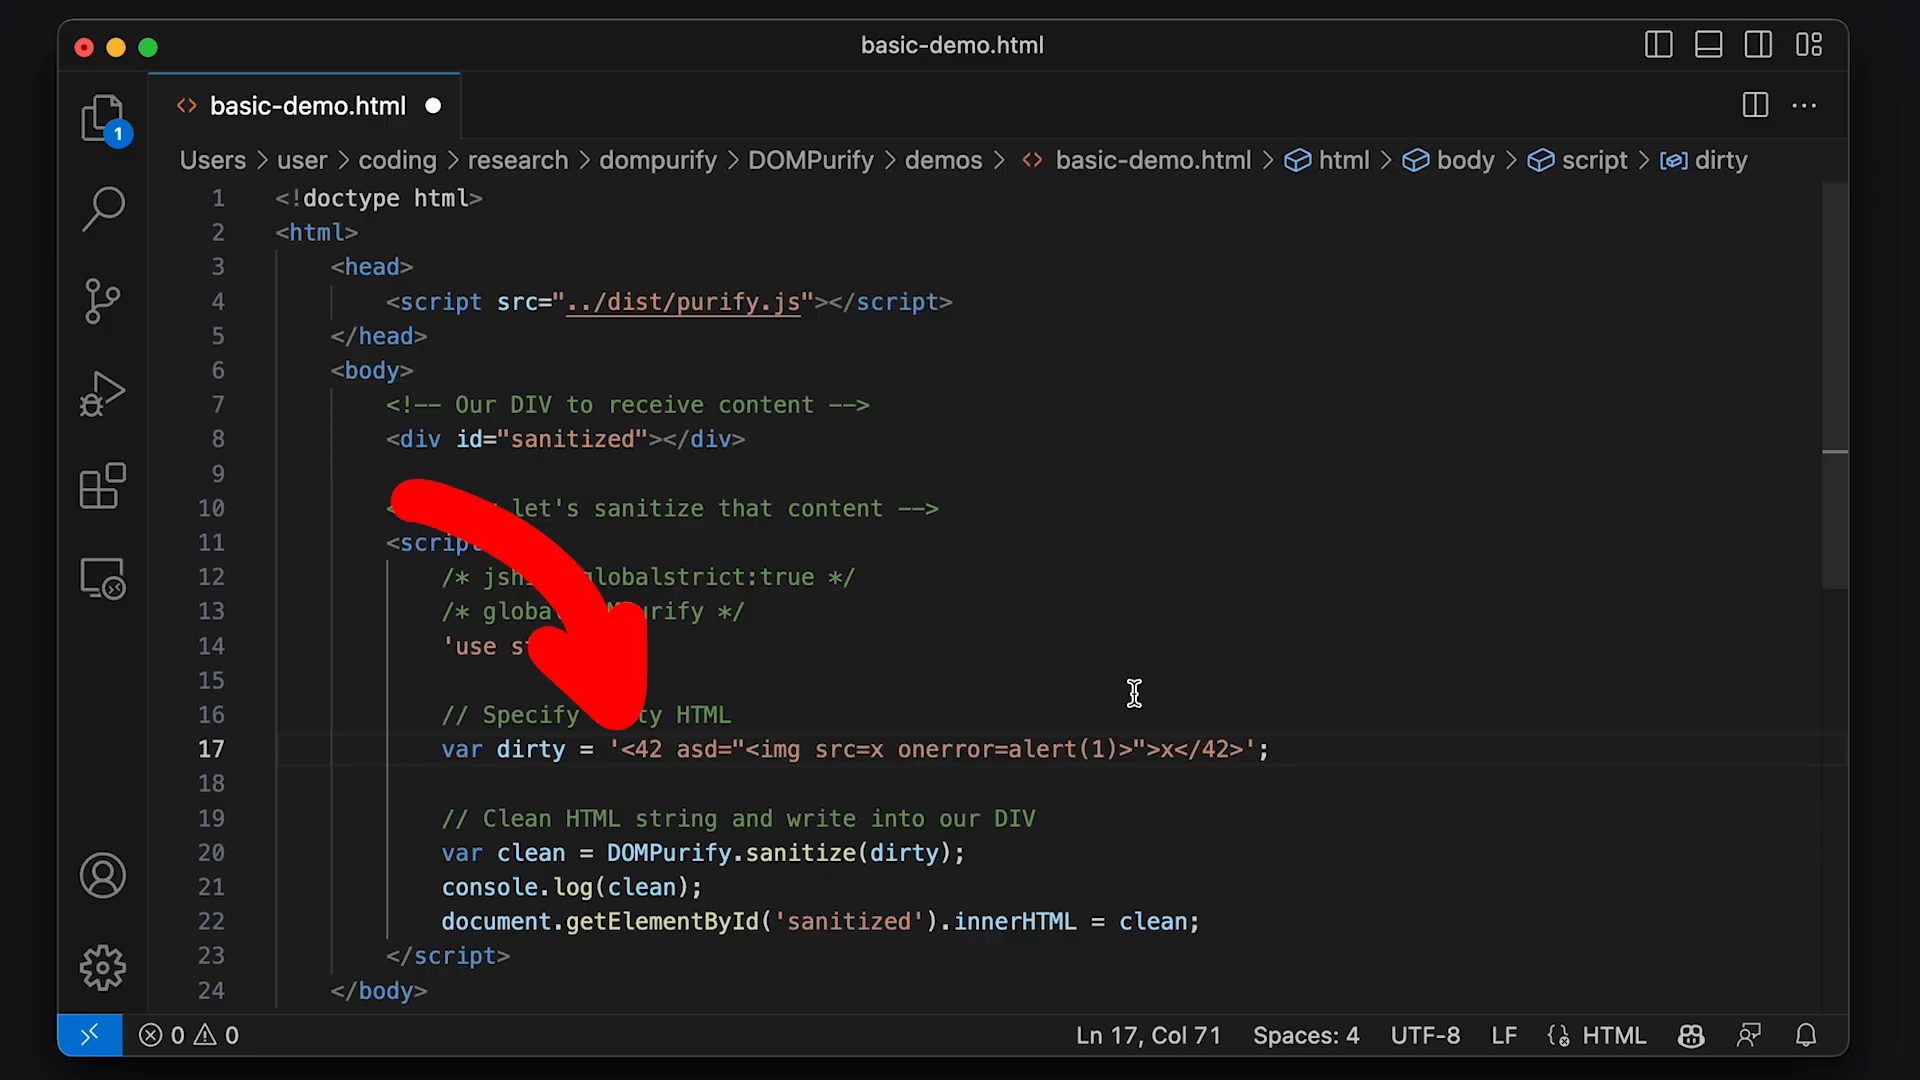 basic-demo.html
basic-demo.html
1
Users > user > coding > research > dompurify > DOMPurify > demos > basic-demo.html > html > body > script > dirty
1 <!doctype html>
2 <html>
3 <head>
4 <script src="../dist/purify.js"></script>
5 </head>
6 <body>
7 <!-- Our DIV to receive content -->
8 <div id="sanitized"></div>
9
10 let's sanitize that content -->
11 <script
12 /* globalstrict:true */
13 /* */
14 'use
15
16 // Specify HTML
17 var dirty = '<42 asd="<img src=x onerror=alert(1)>">x</42>';
18
19 // Clean HTML string and write into our DIV
20 var clean = DOMPurify.sanitize(dirty);
21 console.log(clean);
22 document.getElementById('sanitized').innerHTML = clean;
23 </script>
24 </body>
0 0 Ln 17, Col 71 Spaces: 4 UTF-8 LF HTML